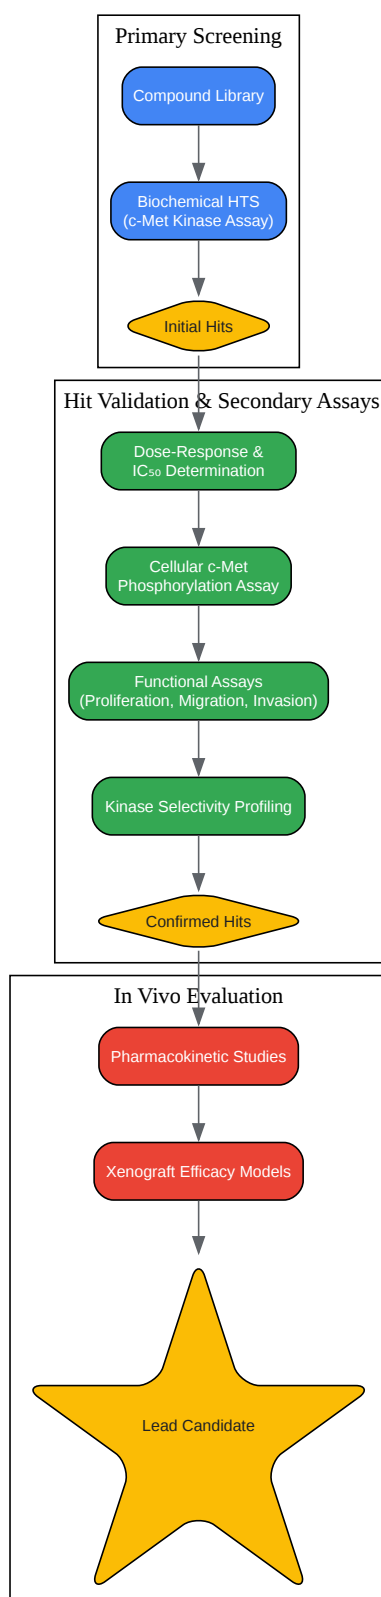 Primary Screening
Compound Library
Biochemical HTS
(c-Met Kinase Assay)
Initial Hits
Hit Validation & Secondary Assays
Dose-Response &
IC₅₀ Determination
Cellular c-Met
Phosphorylation Assay
Functional Assays
(Proliferation, Migration, Invasion)
Kinase Selectivity Profiling
Confirmed Hits
In Vivo Evaluation
Pharmacokinetic Studies
Xenograft Efficacy Models
Lead Candidate